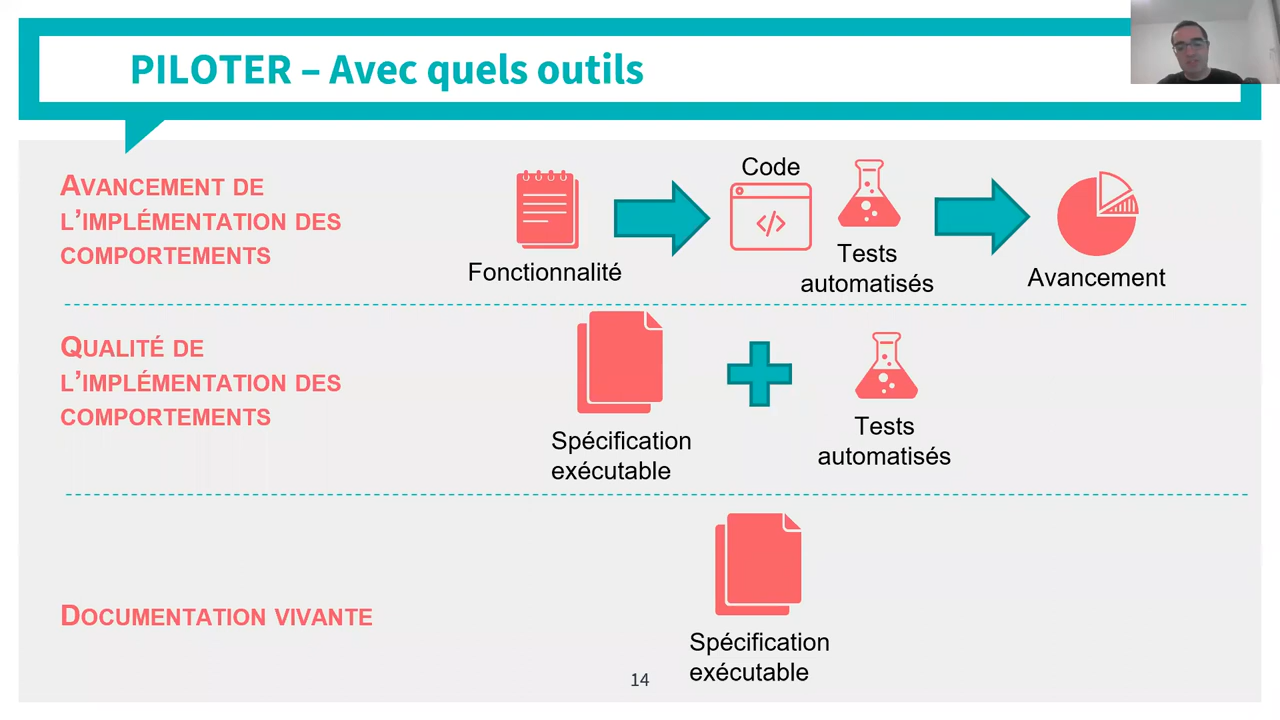 PILOTER – Avec quels outils
AVANCEMENT DE
L'IMPLÉMENTATION DES
COMPORTEMENTS
Fonctionnalité
Code
</>
Tests
automatisés
Avancement
QUALITÉ DE
L'IMPLÉMENTATION DES
COMPORTEMENTS
Spécification
exécutable
Tests
automatisés
DOCUMENTATION VIVANTE
Spécification
exécutable
14